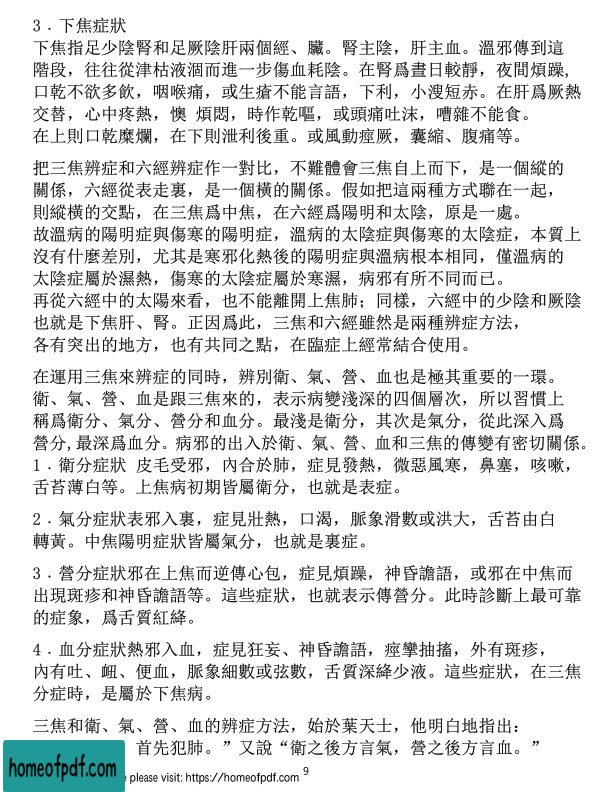 3．下焦症狀
下焦指足少陰腎和足厥陰肝兩個經、臟。腎主陰，肝主血。溫邪傳到這
階段，往往從津枯液涸而進一步傷血耗陰。在腎爲晝日較靜，夜間煩躁，
口乾不欲多飲，咽喉痛，或生瘡不能言語，下利，小溲短赤。在肝爲厥熱
交替，心中疼熱，懊 煩悶，時作乾嘔，或頭痛吐沫，嘈雜不能食。
在上則口乾糜爛，在下則泄利後重。或風動痙厥，囊縮、腹痛等。
把三焦辨症和六經辨症作一對比，不難體會三焦自上而下，是一個縱的
關係，六經從表走裏，是一個橫的關係。假如把這兩種方式聯在一起，
則縱橫的交點，在三焦爲中焦，在六經爲陽明和太陰，原是一處。
故溫病的陽明症與傷寒的陽明症，溫病的太陰症與傷寒的太陰症，本質上
沒有什麼差別，尤其是寒邪化熱後的陽明症與溫病根本相同，僅溫病的
太陰症屬於濕熱，傷寒的太陰症屬於寒濕，病邪有所不同而已。
再從六經中的太陽來看，也不能離開上焦肺；同樣，六經中的少陰和厥陰
也就是下焦肝、腎。正因爲此，三焦和六經雖然是兩種辨症方法，
各有突出的地方，也有共同之點，在臨症上經常結合使用。
在運用三焦來辨症的同時，辨別衛、氣、營、血也是極其重要的一環。
衛、氣、營、血是跟三焦來的，表示病變淺深的四個層次，所以習慣上
稱爲衛分、氣分、營分和血分。最淺是衛分，其次是氣分，從此深入爲
營分，最深爲血分。病邪的出入於衛、氣、營、血和三焦的傳變有密切關係。
1．衛分症狀 皮毛受邪，內合於肺，症見發熱，微惡風寒，鼻塞，咳嗽，
舌苔薄白等。上焦病初期皆屬衛分，也就是表症。
2．氣分症狀表邪入裏，症見壯熱，口渴，脈象滑數或洪大，舌苔由白
轉黃。中焦陽明症狀皆屬氣分，也就是裏症。
3．營分症狀邪在上焦而逆傳心包，症見煩躁，神昏譫語，或邪在中焦而
出現斑疹和神昏譫語等。這些症狀，也就表示傳營分。此時診斷上最可靠
的症象，爲舌質紅絳。
4．血分症狀熱邪入血，症見狂妄、神昏譫語，痙攣抽搐，外有斑疹，
內有吐、衄、便血，脈象細數或弦數，舌質深絳少液。這些症狀，在三焦
分症時，是屬於下焦病。
三焦和衛、氣、營、血的辨症方法，始於葉天士，他明白地指出：
首先犯肺。”又說“衛之後方言氣，營之後方言血。”
homeofpdf.com
please visit: https://homeofpdf.com
9